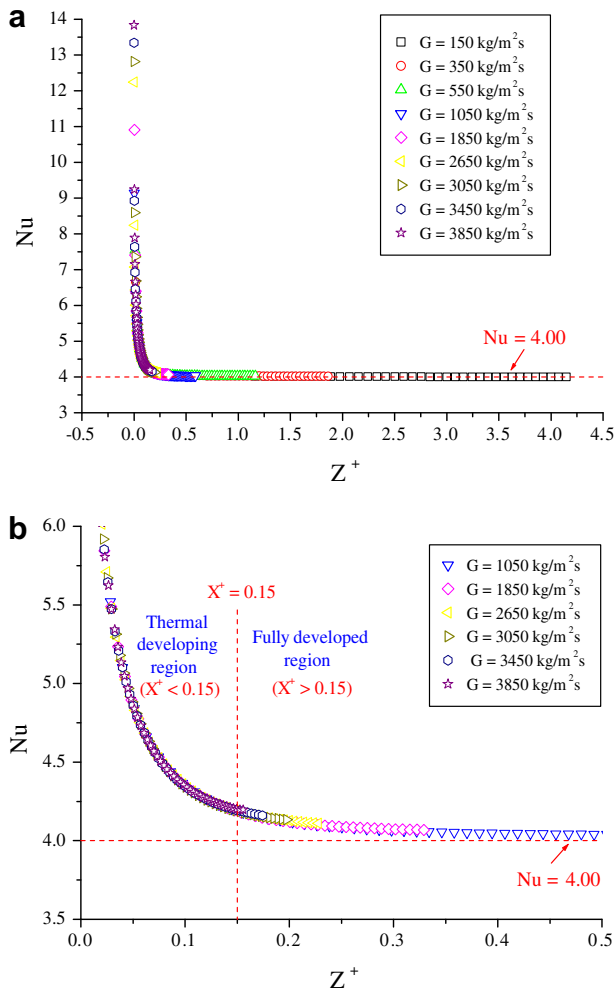 a
14
13
12
11
10
9
8
7
6
5
4
3
Nu
G = 150 kg/m²s
G = 350 kg/m²s
G = 550 kg/m²s
G = 1050 kg/m²s
G = 1850 kg/m²s
G = 2650 kg/m²s
G = 3050 kg/m²s
G = 3450 kg/m²s
G = 3850 kg/m²s
Nu = 4.00
-0.5 0.0 0.5 1.0 1.5 2.0 2.5 3.0 3.5 4.0 4.5
Z⁺
b
6.0
5.5
5.0
4.5
4.0
3.5
Nu
X⁺ = 0.15
Thermal
developing
region
(X⁺ < 0.15)
Fully developed
region
(X⁺ > 0.15)
G = 1050 kg/m²s
G = 1850 kg/m²s
G = 2650 kg/m²s
G = 3050 kg/m²s
G = 3450 kg/m²s
G = 3850 kg/m²s
Nu = 4.00
0.0 0.1 0.2 0.3 0.4 0.5
Z⁺